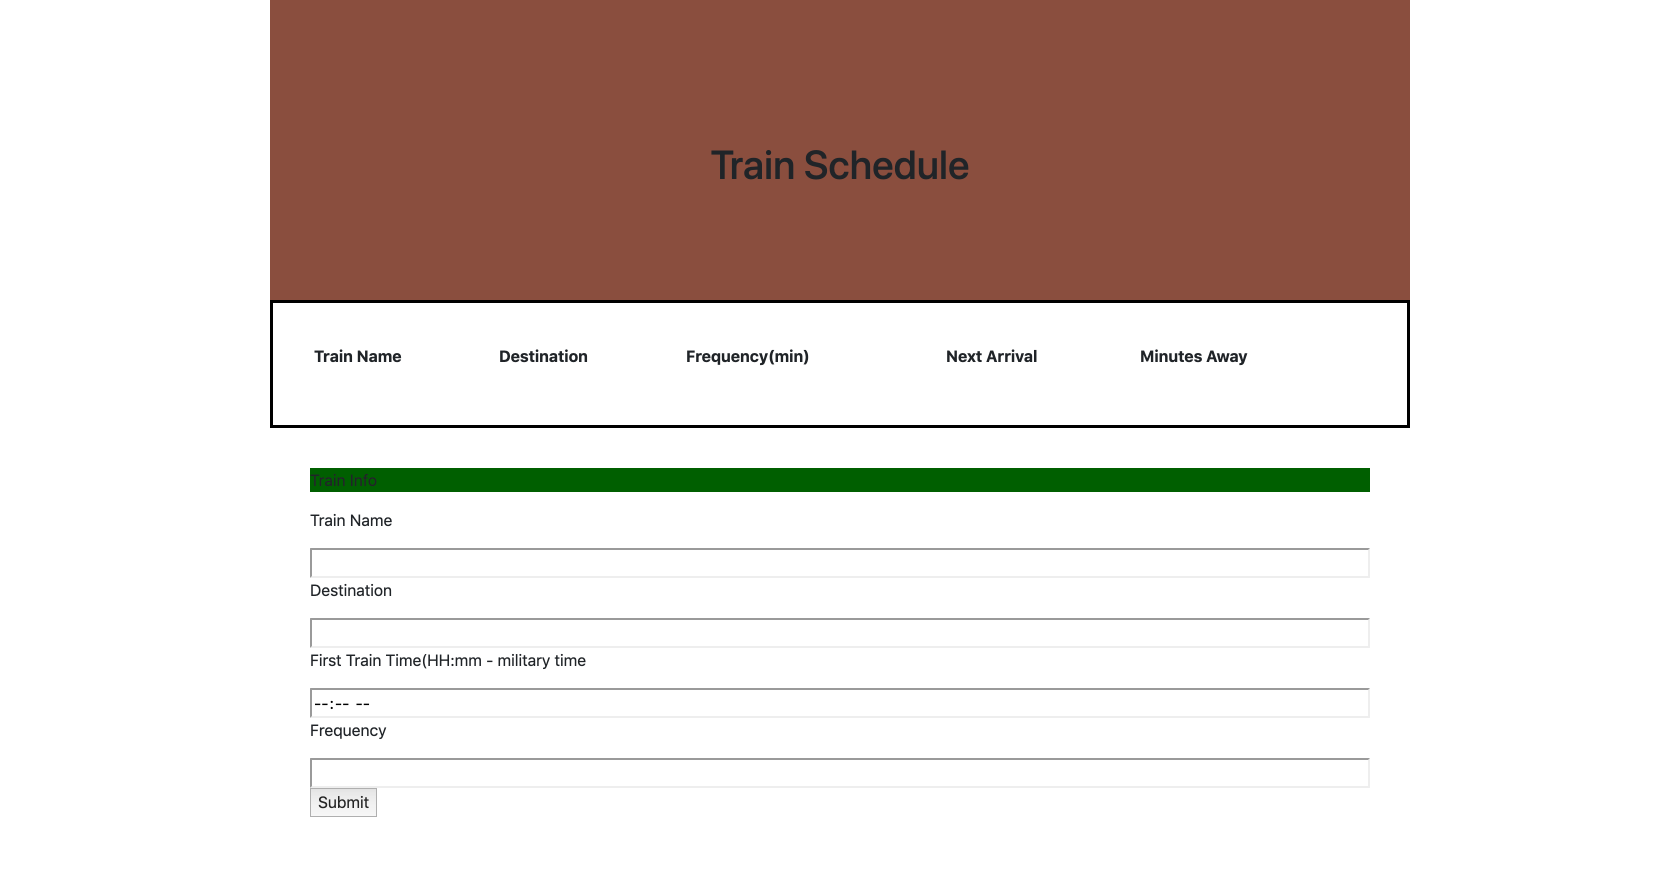 Train Schedule
Train Name Destination Frequency(min) Next Arrival Minutes Away
Train info
Train Name
Destination
First Train Time(HH:mm - military time
--:-- --
Frequency
Submit